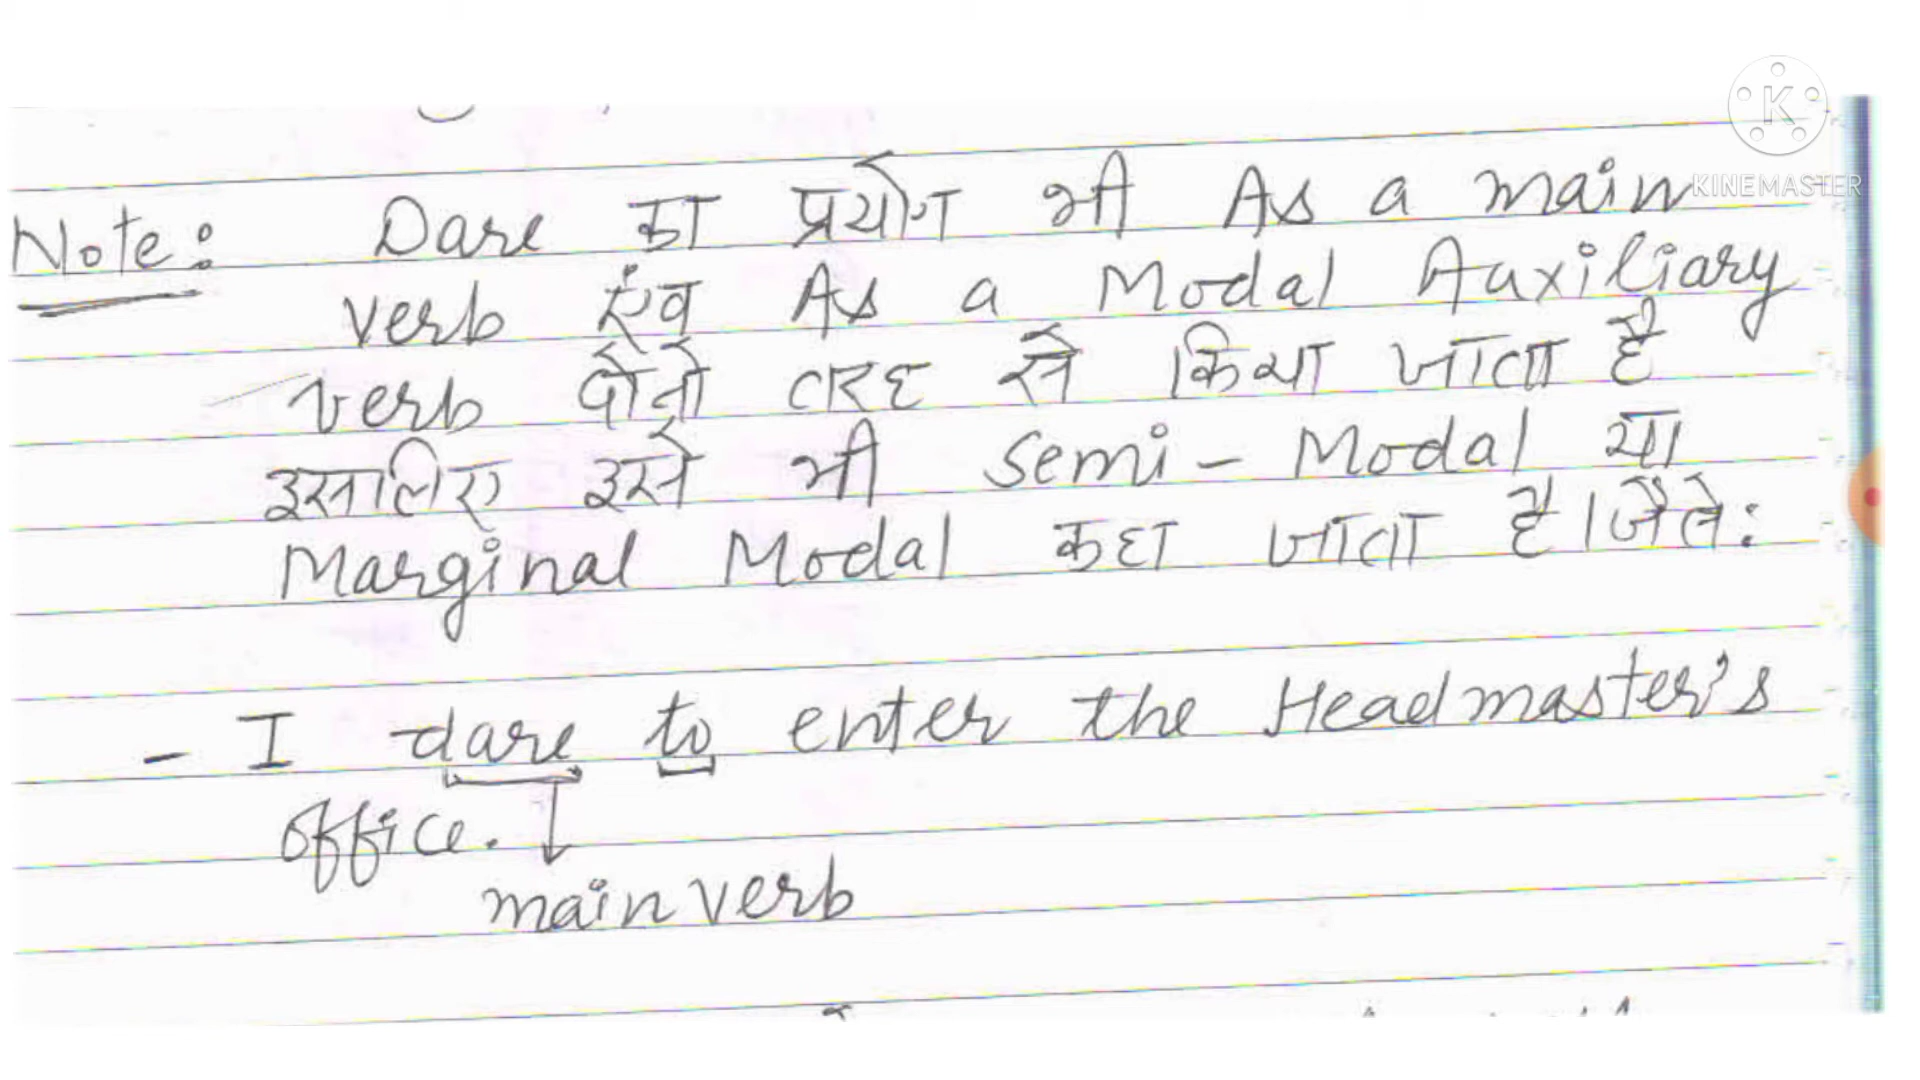 KINEMASTER
Note: Dare का प्रयोग भी As a main
verb एंव As a Modal Auxiliary
verb दोनो तरह से किया जाता है
इसलिए इसे भी semi-Modal या
Marginal Modal कहा जाता है। जैसे:
- I dare to enter the Headmaster's
office.
main verb